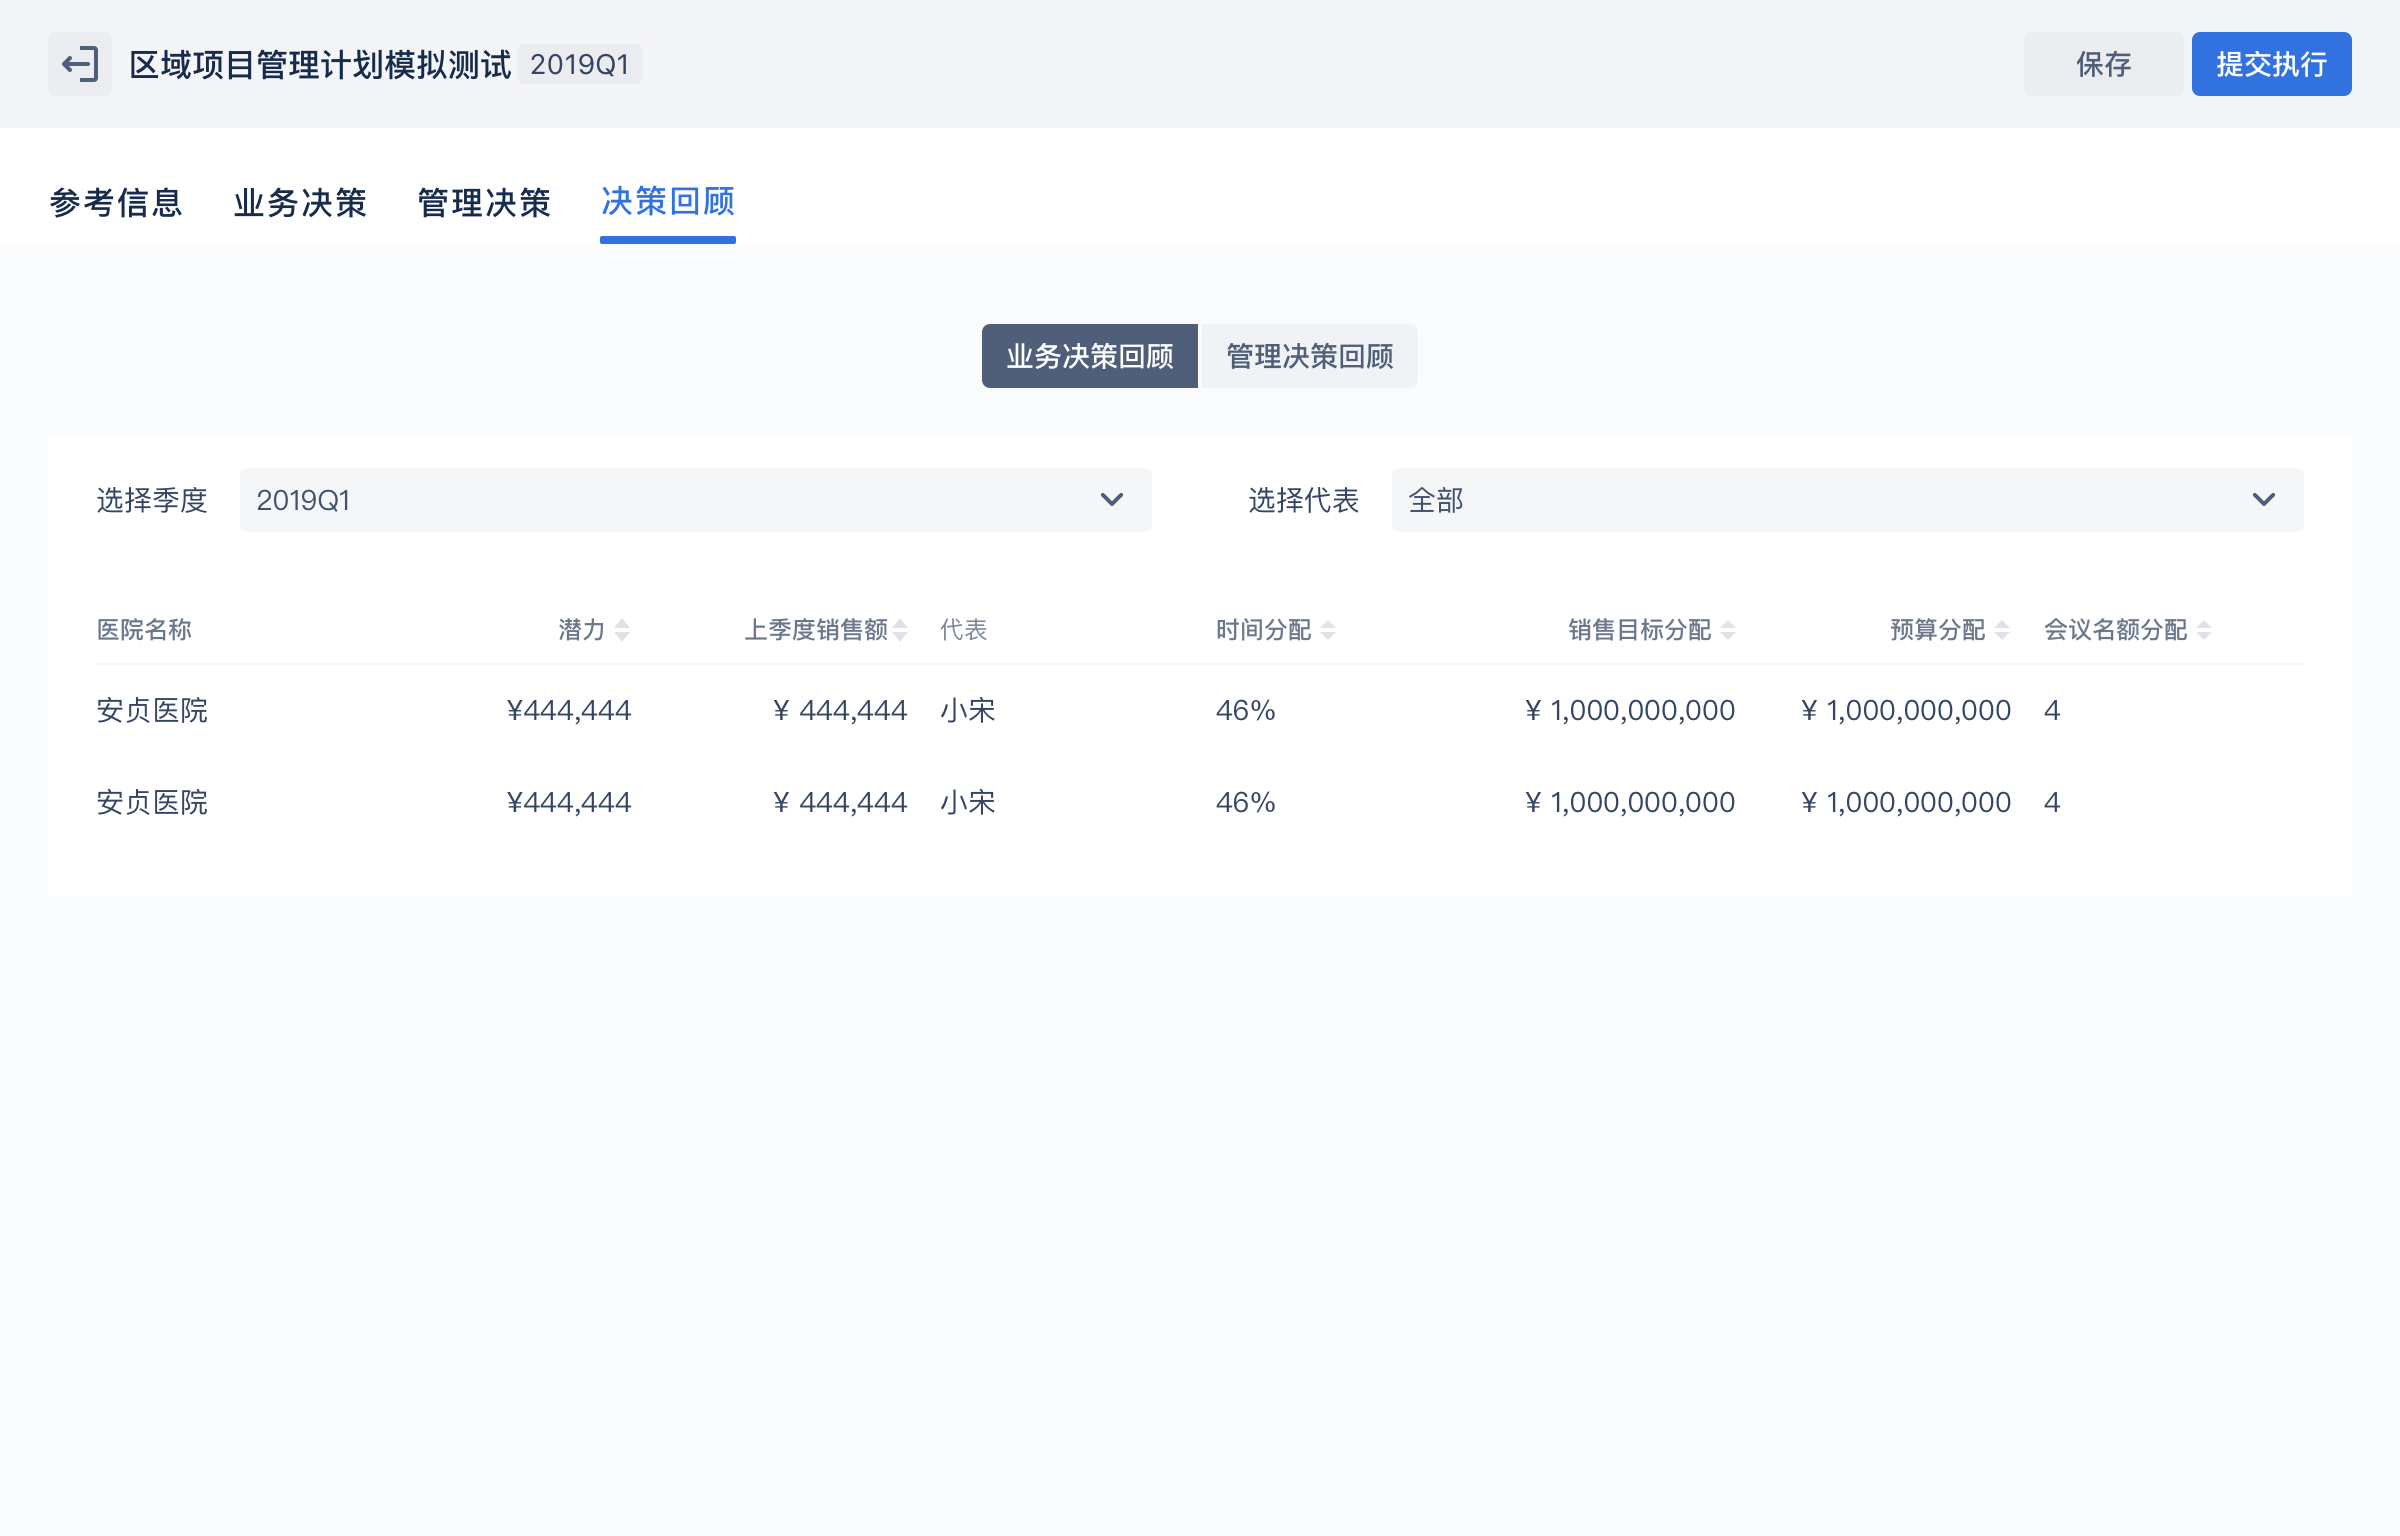 区域项目管理计划模拟测试 2019Q1 保存 提交执行
参考信息 业务决策 管理决策 决策回顾
业务决策回顾 管理决策回顾
选择季度 2019Q1 选择代表 全部
医院名称 潜力 上季度销售额 代表 时间分配 销售目标分配 预算分配 会议名额分配
安贞医院 ¥444,444 ¥ 444,444 小宋 46% ¥ 1,000,000,000 ¥ 1,000,000,000 4
安贞医院 ¥444,444 ¥ 444,444 小宋 46% ¥ 1,000,000,000 ¥ 1,000,000,000 4